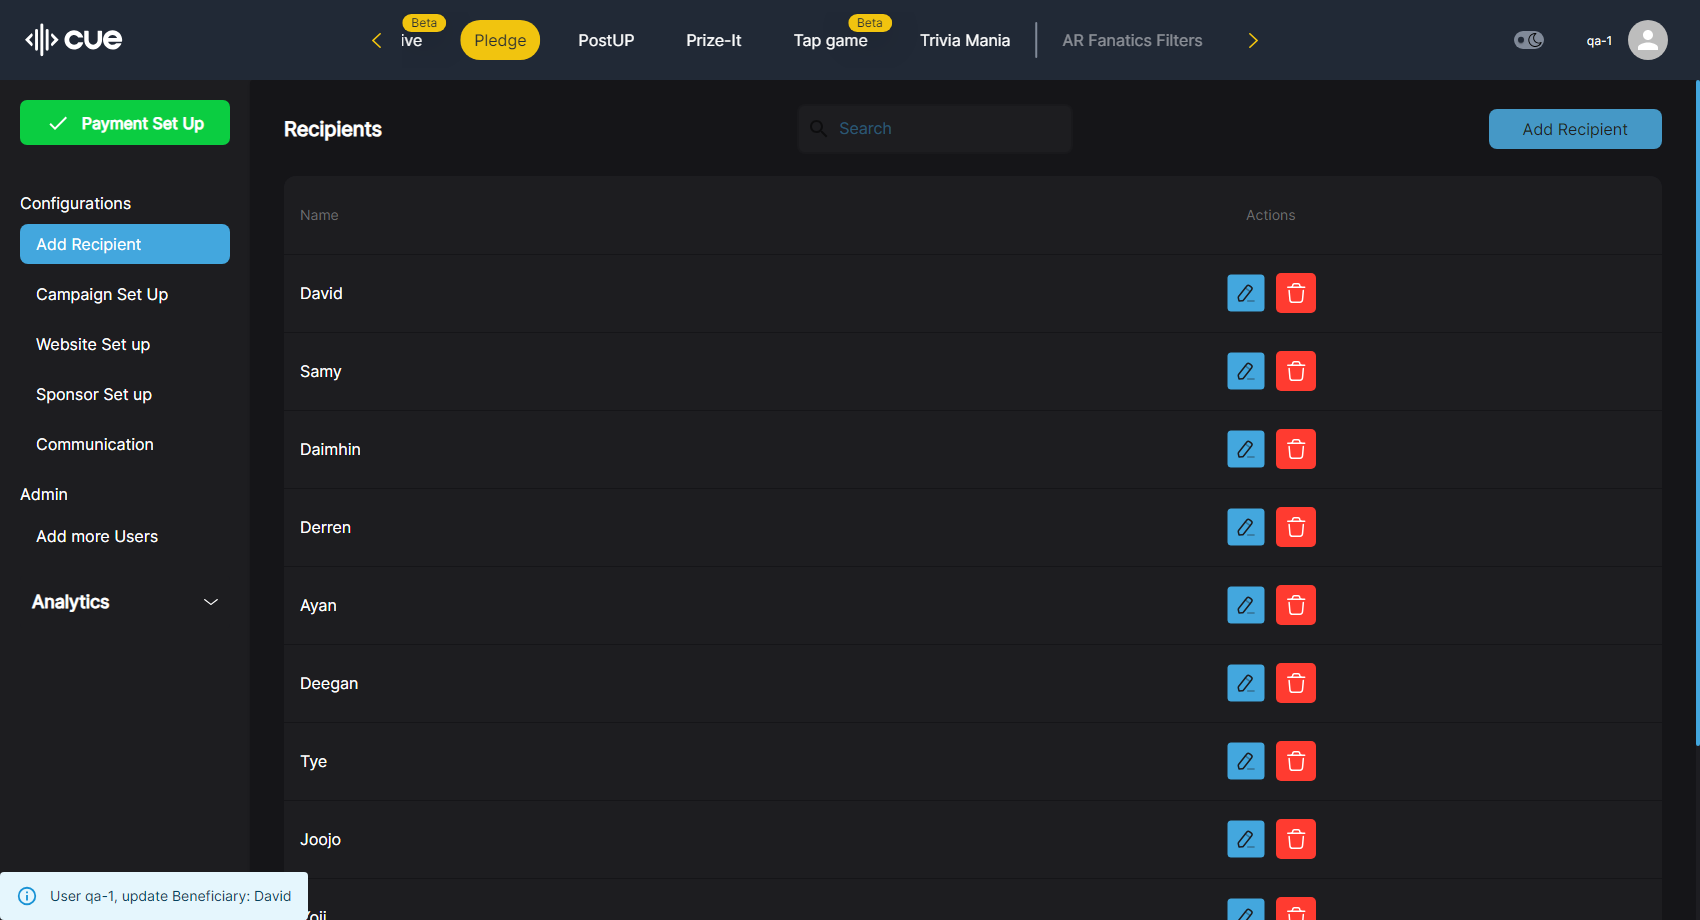 cue
Beta
ive
Pledge
PostUP
Prize-It
Beta
Tap game
Trivia Mania
AR Fanatics Filters
qa-1
Payment Set Up
Configurations
Add Recipient
Campaign Set Up
Website Set up
Sponsor Set up
Communication
Admin
Add more Users
Analytics
Recipients
Search
Add Recipient
Name
Actions
David
Samy
Daimhin
Derren
Ayan
Deegan
Tye
Joojo
User qa-1, update Beneficiary: David